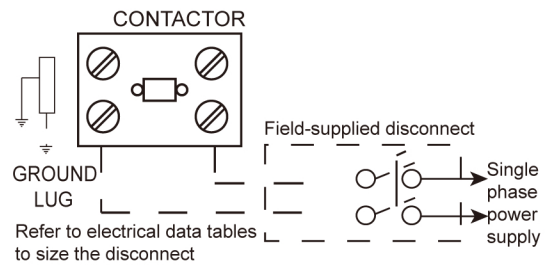 CONTACTOR
Field-supplied disconnect
GROUND
LUG
Single
phase
power
supply
Refer to electrical data tables
to size the disconnect